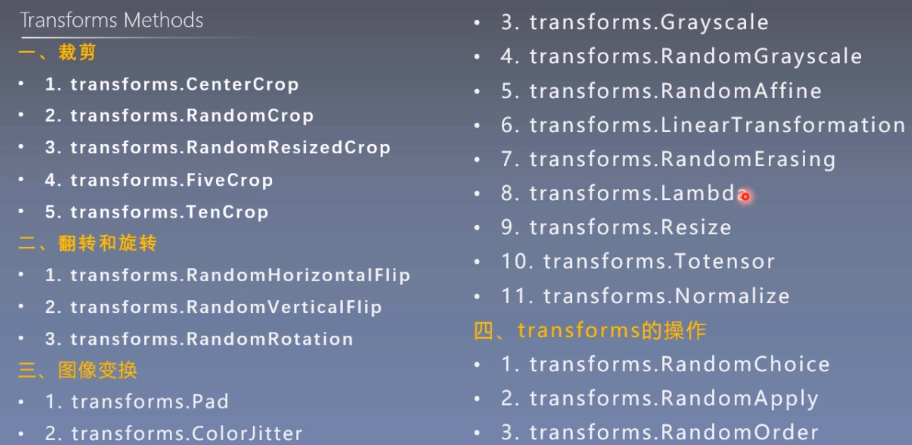 Transforms Methods
一、裁剪
• 1. transforms.CenterCrop
• 2. transforms.RandomCrop
• 3. transforms.RandomResizedCrop
• 4. transforms.FiveCrop
• 5. transforms.TenCrop
二、翻转和旋转
• 1. transforms.RandomHorizontalFlip
• 2. transforms.RandomVerticalFlip
• 3. transforms.RandomRotation
三、图像变换
• 1. transforms.Pad
• 2. transforms.ColorJitter
• 3. transforms.Grayscale
• 4. transforms.RandomGrayscale
• 5. transforms.RandomAffine
• 6. transforms.LinearTransformation
• 7. transforms.RandomErasing
• 8. transforms.Lambda
• 9. transforms.Resize
• 10. transforms.Totensor
• 11. transforms.Normalize
四、transforms的操作
• 1. transforms.RandomChoice
• 2. transforms.RandomApply
• 3. transforms.RandomOrder